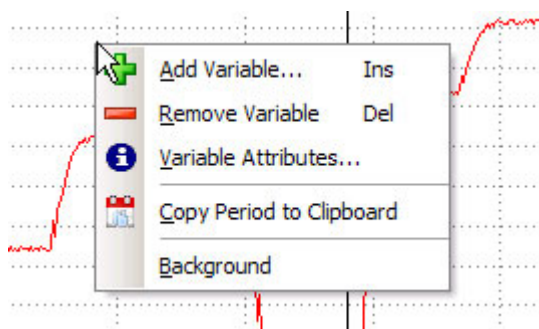 Add Variable... Ins
Remove Variable Del
Variable Attributes...
Copy Period to Clipboard
Background